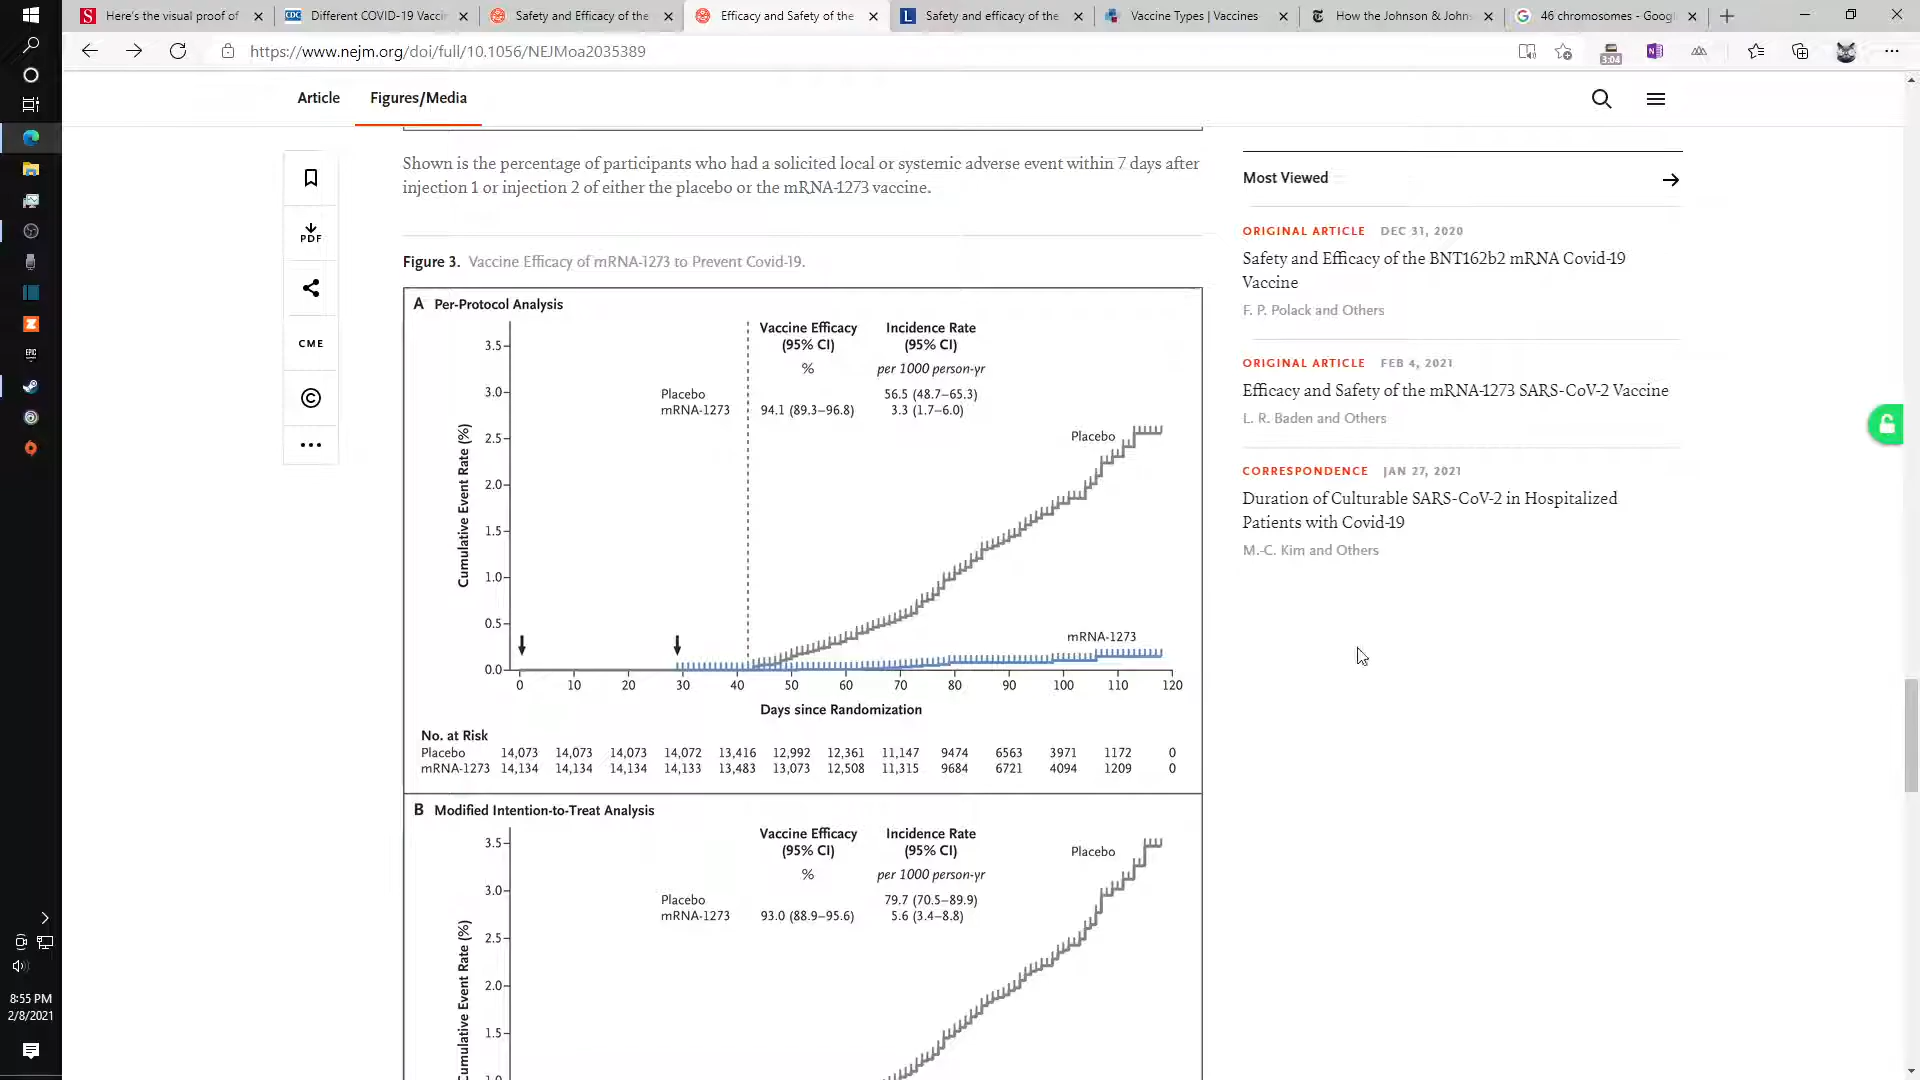 Here's the visual proof of
CDC
Different COVID-19 Vaccin
Safety and Efficacy of the
Efficacy and Safety of the
L
Safety and efficacy of the
Vaccine Types | Vaccines
How the Johnson & John
46 chromosomes - Googl
https://www.nejm.org/doi/full/10.1056/NEJMoa2035389
3:04
Article
Figures/Media
Shown is the percentage of participants who had a solicited local or systemic adverse event within 7 days after
injection 1 or injection 2 of either the placebo or the mRNA-1273 vaccine.
PDF
CME
Figure 3. Vaccine Efficacy of mRNA-1273 to Prevent Covid-19.
A Per-Protocol Analysis
Vaccine Efficacy
(95% CI)
Incidence Rate
(95% CI)
%
per 1000 person-yr
Placebo
56.5 (48.7–65.3)
mRNA-1273
94.1 (89.3–96.8)
3.3 (1.7–6.0)
Cumulative Event Rate (%)
3.5
3.0
2.5
2.0
1.5
1.0
0.5
0.0
Placebo
mRNA-1273
0 10 20 30 40 50 60 70 80 90 100 110 120
Days since Randomization
No. at Risk
Placebo 14,073 14,073 14,073 14,072 13,416 12,992 12,361 11,147 9474 6563 3971 1172 0
mRNA-1273 14,134 14,134 14,134 14,133 13,483 13,073 12,508 11,315 9684 6721 4094 1209 0
B Modified Intention-to-Treat Analysis
Vaccine Efficacy
(95% CI)
Incidence Rate
(95% CI)
%
per 1000 person-yr
Placebo
79.7 (70.5–89.9)
mRNA-1273
93.0 (88.9–95.6)
5.6 (3.4–8.8)
Cumulative Event Rate (%)
3.5
3.0
2.5
2.0
1.5
1.0
Placebo
Most Viewed
ORIGINAL ARTICLE DEC 31, 2020
Safety and Efficacy of the BNT162b2 mRNA Covid-19
Vaccine
F. P. Polack and Others
ORIGINAL ARTICLE FEB 4, 2021
Efficacy and Safety of the mRNA-1273 SARS-CoV-2 Vaccine
L. R. Baden and Others
CORRESPONDENCE JAN 27, 2021
Duration of Culturable SARS-CoV-2 in Hospitalized
Patients with Covid-19
M.-C. Kim and Others
EPIC
8:55 PM
2/8/2021